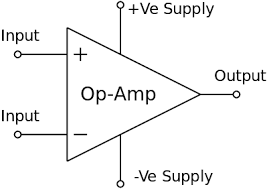 +Ve Supply
Input
+
Output
Op-Amp
Input
−
-Ve Supply